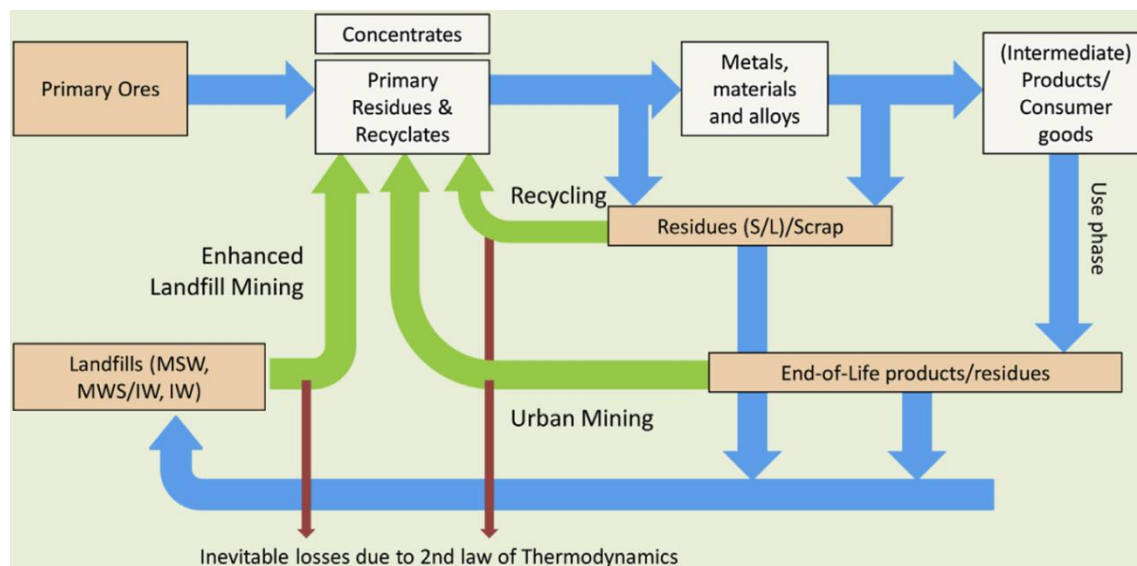 Concentrates
Primary Ores
Primary
Residues &
Recyclates
Metals,
materials
and alloys
(Intermediate)
Products/
Consumer
goods
Recycling
Residues (S/L)/Scrap
Use phase
Enhanced
Landfill Mining
Landfills (MSW,
MWS/IW, IW)
End-of-Life products/residues
Urban Mining
Inevitable losses due to 2nd law of Thermodynamics